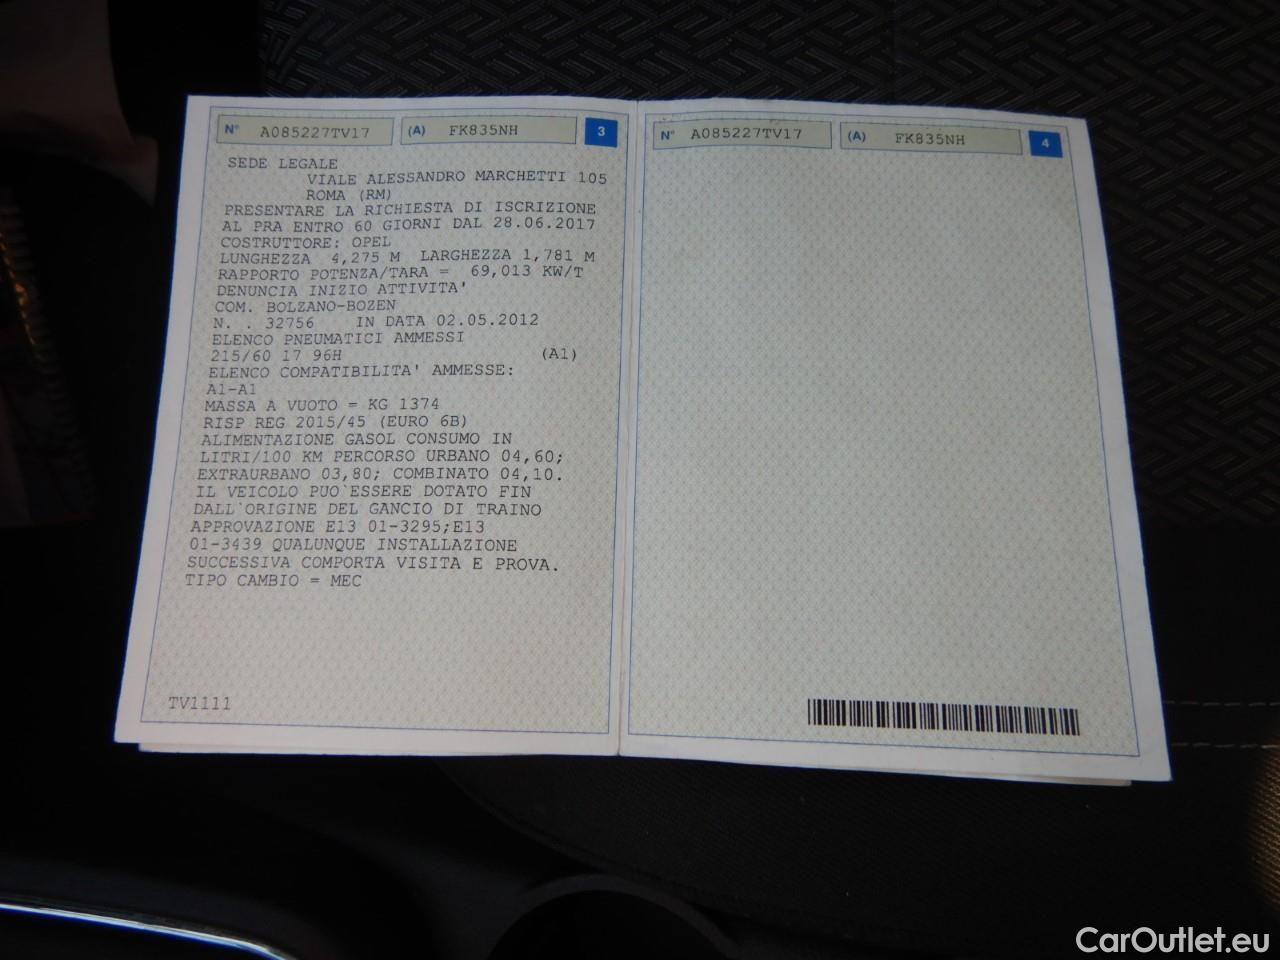 N° A085227TV17 (A) FK835NH 3
SEDE LEGALE
VIALE ALESSANDRO MARCHETTI 105
ROMA (RM)
PRESENTARE LA RICHIESTA DI ISCRIZIONE
AL PRA ENTRO 60 GIORNI DAL 28.06.2017
COSTRUTTORE: OPEL
LUNGHEZZA 4,275 M LARGHEZZA 1,781 M
RAPPORTO POTENZA/TARA = 69,013 KW/T
DENUNCIA INIZIO ATTIVITA'
COM. BOLZANO-BOZEN
N. . 32756 IN DATA 02.05.2012
ELENCO PNEUMATICI AMMESSI
215/60 17 96H (A1)
ELENCO COMPATIBILITA' AMMESSE:
A1-A1
MASSA A VUOTO = KG 1374
RISP REG 2015/45 (EURO 6B)
ALIMENTAZIONE GASOL CONSUMO IN
LITRI/100 KM PERCORSO URBANO 04,60;
EXTRAURBANO 03,80; COMBINATO 04,10.
IL VEICOLO PUO`ESSERE DOTATO FIN
DALL`ORIGINE DEL GANCIO DI TRAINO
APPROVAZIONE E13 01-3295;E13
01-3439 QUALUNQUE INSTALLAZIONE
SUCCESSIVA COMPORTA VISITA E PROVA.
TIPO CAMBIO = MEC
TV1111
N° A085227TV17 (A) FK835NH 4
CarOutlet.eu